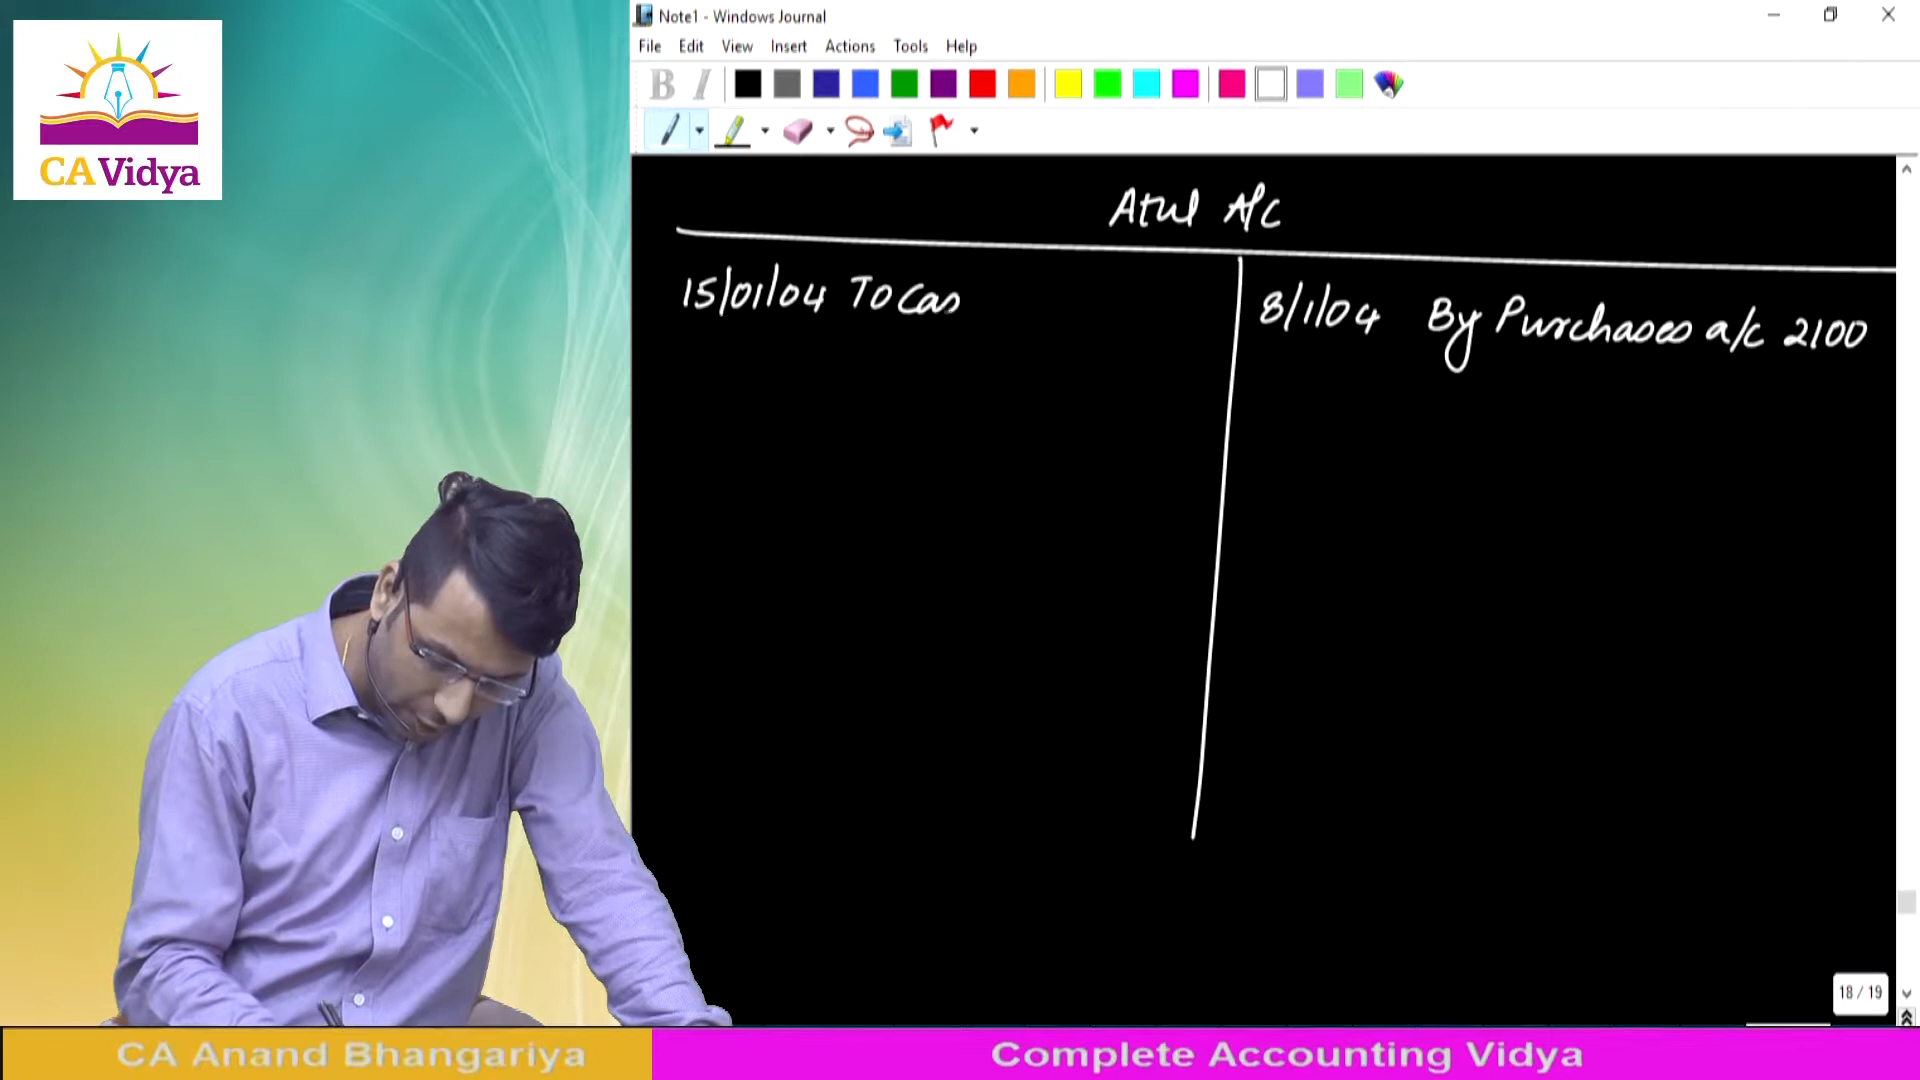 CA Vidya
Note1 - Windows Journal
File Edit View Insert Actions Tools Help
B I
Atul A/C
15/01/04 To Cas
8/1/04 By Purchases a/c 2100
18 / 19
CA Anand Bhangariya
Complete Accounting Vidya